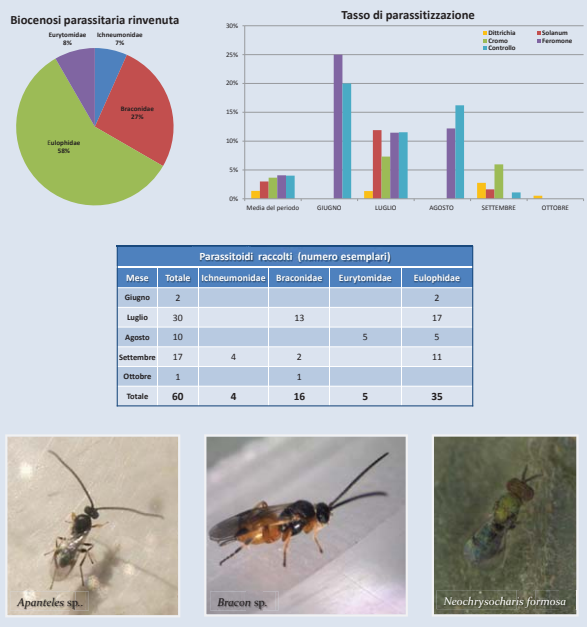 Biocenosi parassitaria rinvenuta
Eurytomidae
8%
Ichneumonidae
7%
Braconidae
27%
Eulophidae
58%
Tasso di parassitizzazione
Dittrichia
Solanum
Cromo
Feromone
Controllo
30%
25%
20%
15%
10%
5%
0%
Media del periodo GIUGNO LUGLIO AGOSTO SETTEMBRE OTTOBRE
Parassitoidi raccolti (numero esemplari)
Mese Totale Ichneumonidae Braconidae Eurytomidae Eulophidae
Giugno 2 2
Luglio 30 13 17
Agosto 10 5 5
Settembre 17 4 2 11
Ottobre 1 1
Totale 60 4 16 5 35
Apanteles sp..
Bracon sp.
Neochrysocharis formosa